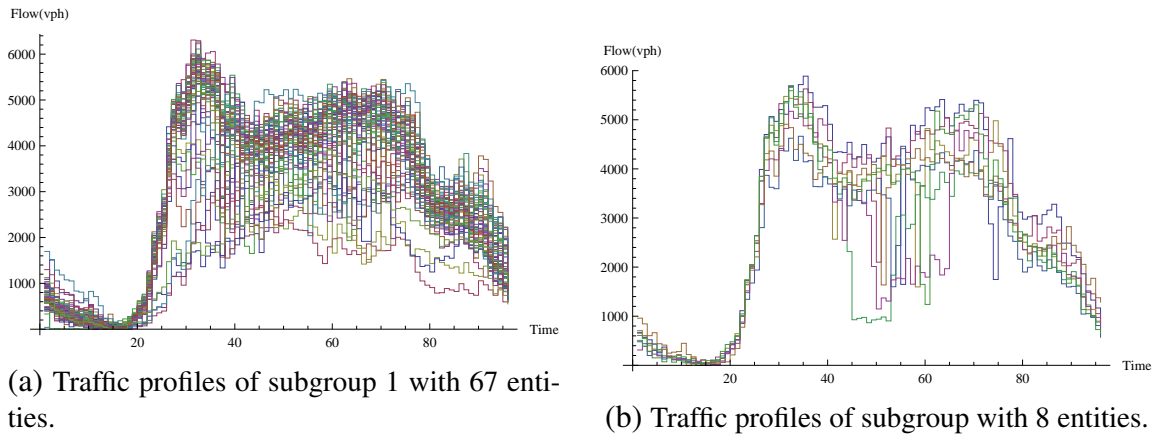 Flow(vph)
6000
5000
4000
3000
2000
1000
20
40
60
80
Time
(a) Traffic profiles of subgroup 1 with 67 enti-
ties.
Flow(vph)
6000
5000
4000
3000
2000
1000
20
40
60
80
Time
(b) Traffic profiles of subgroup with 8 entities.